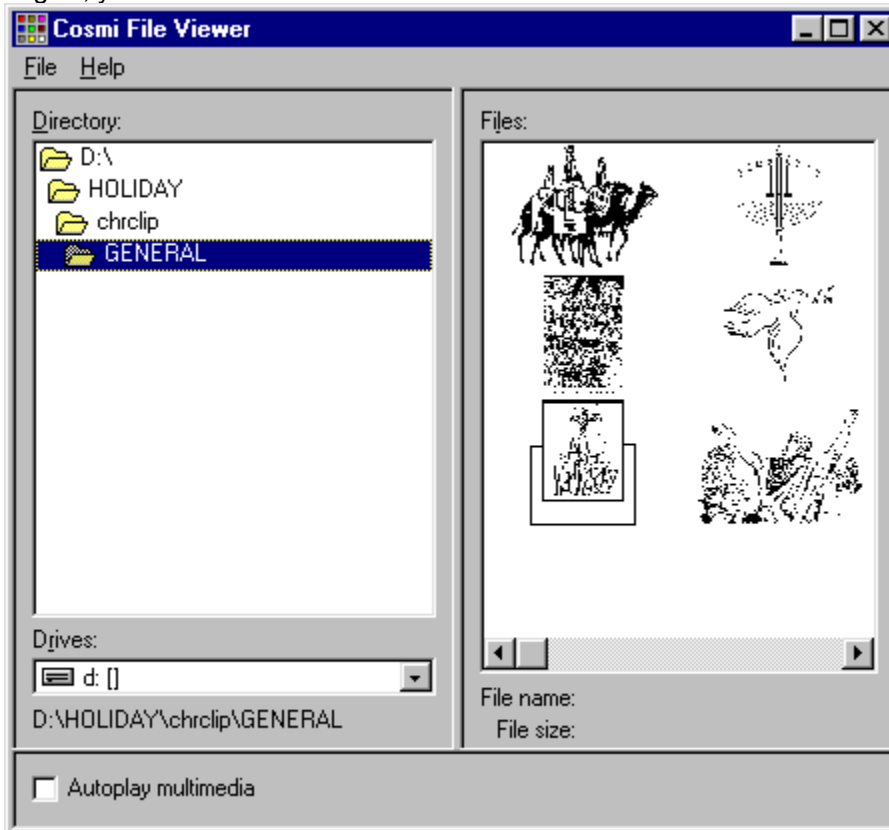 Cosmi File Viewer
File Help
Directory:
D:\
HOLIDAY
chrclip
GENERAL
Drives:
d: []
D:\HOLIDAY\chrclip\GENERAL
Files:
File name:
File size:
Autoplay multimedia